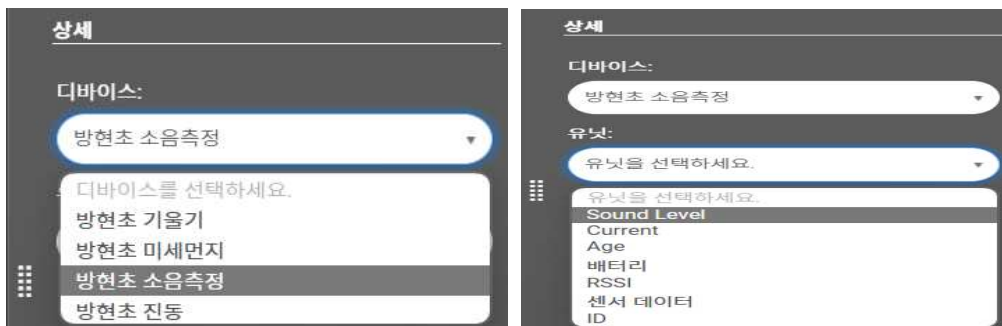 상세
디바이스:
방현초 소음측정
디바이스를 선택하세요.
방현초 기울기
방현초 미세먼지
방현초 소음측정
방현초 진동
상세
디바이스:
방현초 소음측정
유닛:
유닛을 선택하세요.
유닛을 선택하세요.
Sound Level
Current
Age
배터리
RSSI
센서 데이터
ID